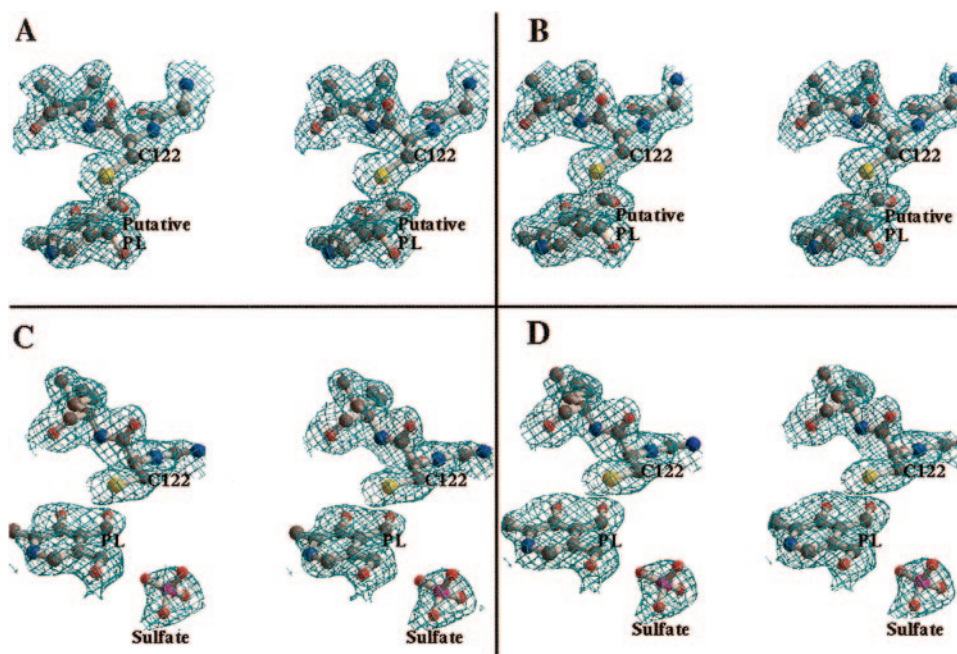 A
B
C122
C122
C122
C122
Putative
PL
Putative
PL
Putative
PL
Putative
PL
C
D
C122
C122
C122
C122
PL
PL
PL
PL
Sulfate
Sulfate
Sulfate
Sulfate